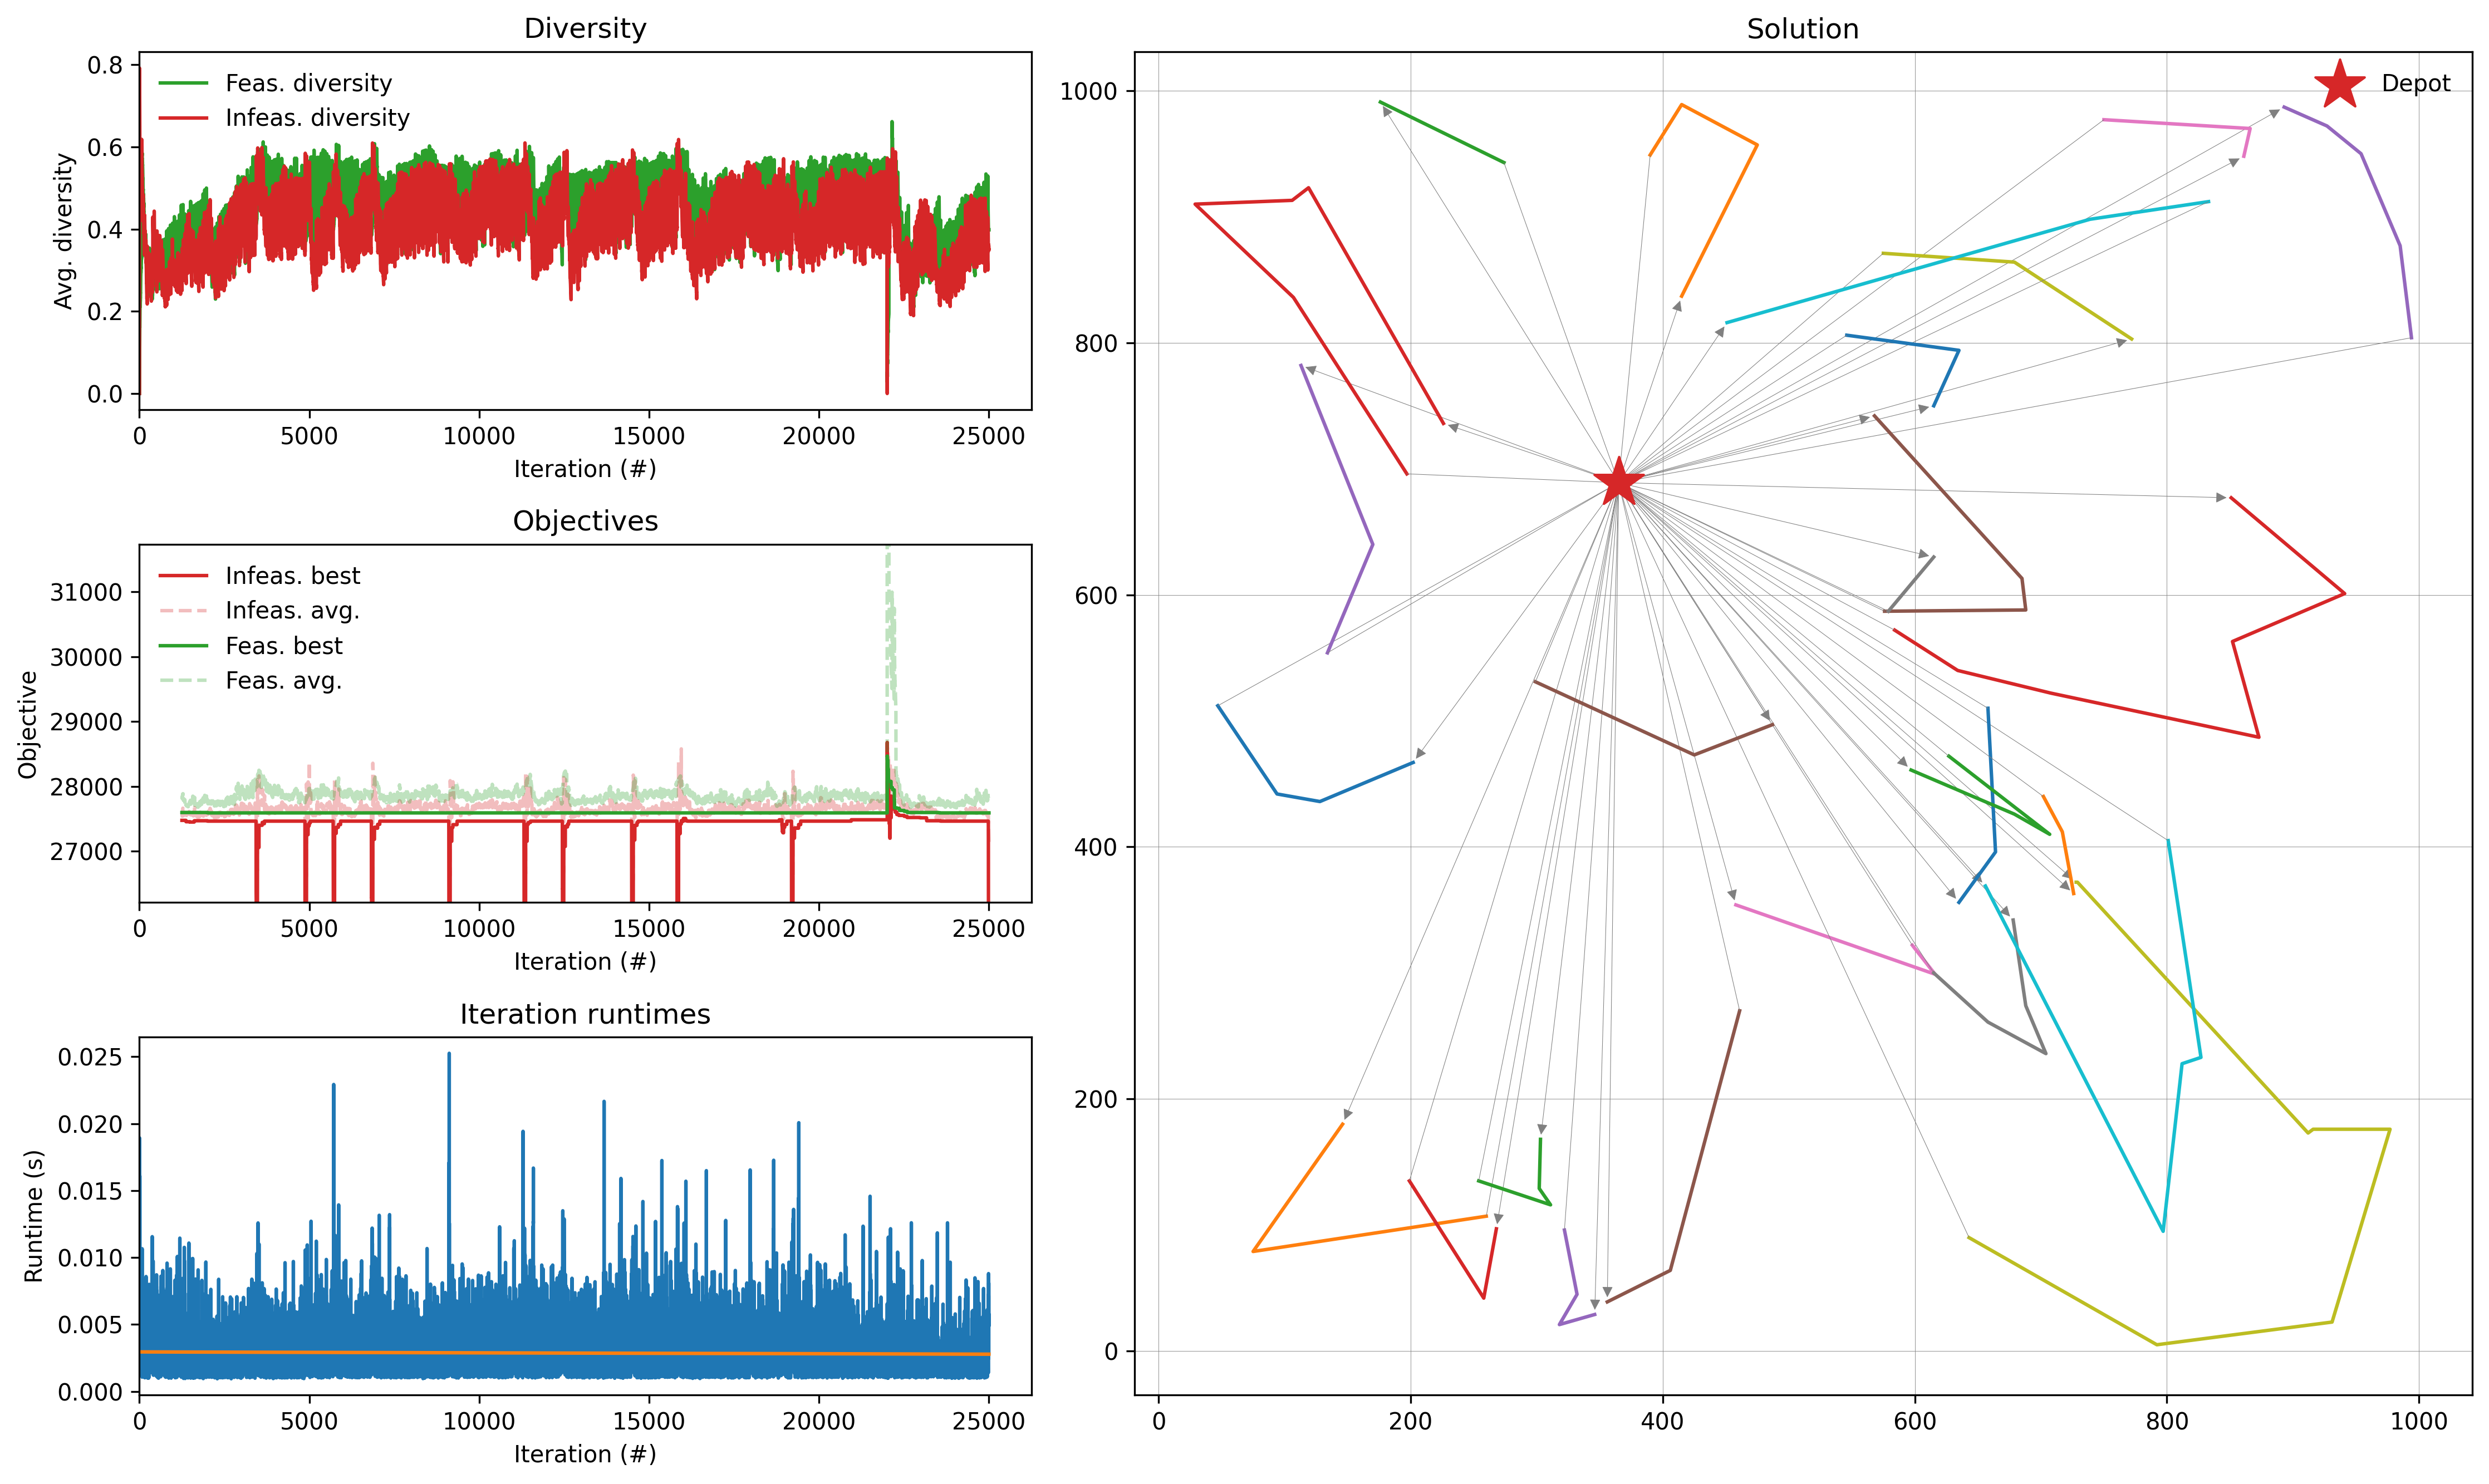 Diversity
0.8
0.6
0.4
0.2
0.0
Avg. diversity
Feas. diversity
Infeas. diversity
0 5000 10000 15000 20000 25000
Iteration (#)
Objectives
31000
30000
29000
28000
27000
Objective
Infeas. best
Infeas. avg.
Feas. best
Feas. avg.
0 5000 10000 15000 20000 25000
Iteration (#)
Iteration runtimes
0.025
0.020
0.015
0.010
0.005
0.000
Runtime (s)
0 5000 10000 15000 20000 25000
Iteration (#)
Solution
Depot
1000
800
600
400
200
0
0 200 400 600 800 1000